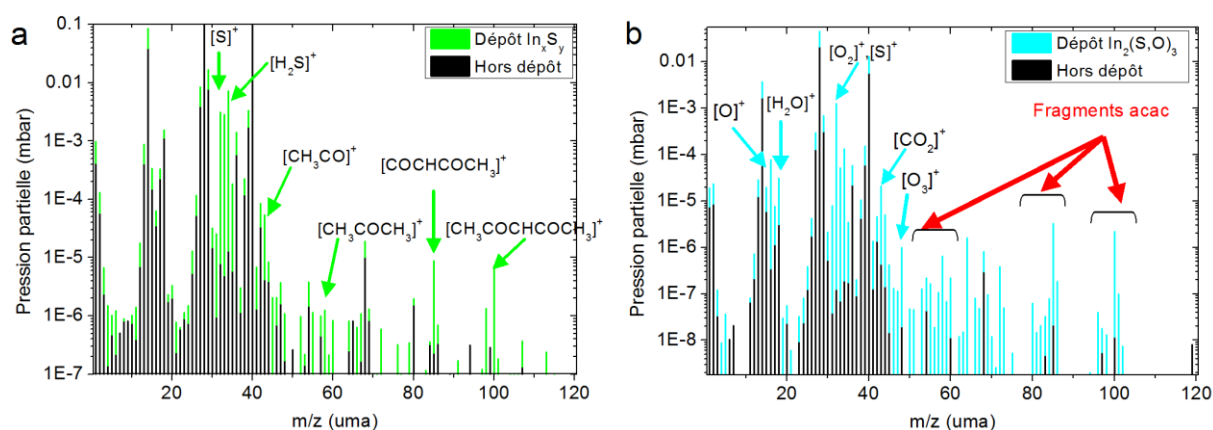 a
Pression partielle (mbar)
0.1
0.01
1E-3
1E-4
1E-5
1E-6
1E-7
0 20 40 60 80 100 120
m/z (uma)
Dépôt InₓSᵧ
Hors dépôt
[S]⁺
[H₂S]⁺
[CH₃CO]⁺
[COCHCOCH₃]⁺
[CH₃COCH₃]⁺
[CH₃COCHCOCH₃]⁺
b
Pression partielle (mbar)
0.01
1E-3
1E-4
1E-5
1E-6
1E-7
1E-8
20 40 60 80 100 120
m/z (uma)
Dépôt In₂(S,O)₃
Hors dépôt
[O₂]⁺,[S]⁺
[O]⁺
[H₂O]⁺
Fragments acac
[CO₂]⁺
[O₃]⁺